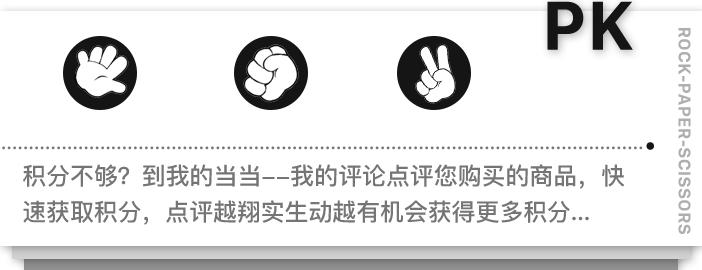 PK
ROCK-PAPER-SCISSORS
积分不够？到我的当当——我的评论点评您购买的商品，快
速获取积分，点评越翔实生动越有机会获得更多积分...